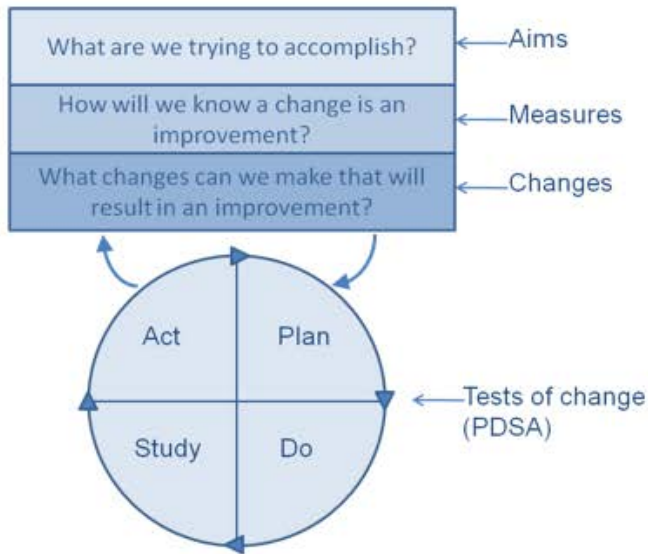 What are we trying to accomplish?
Aims
How will we know a change is an
improvement?
Measures
What changes can we make that will
result in an improvement?
Changes
Act
Plan
Study
Do
Tests of change
(PDSA)